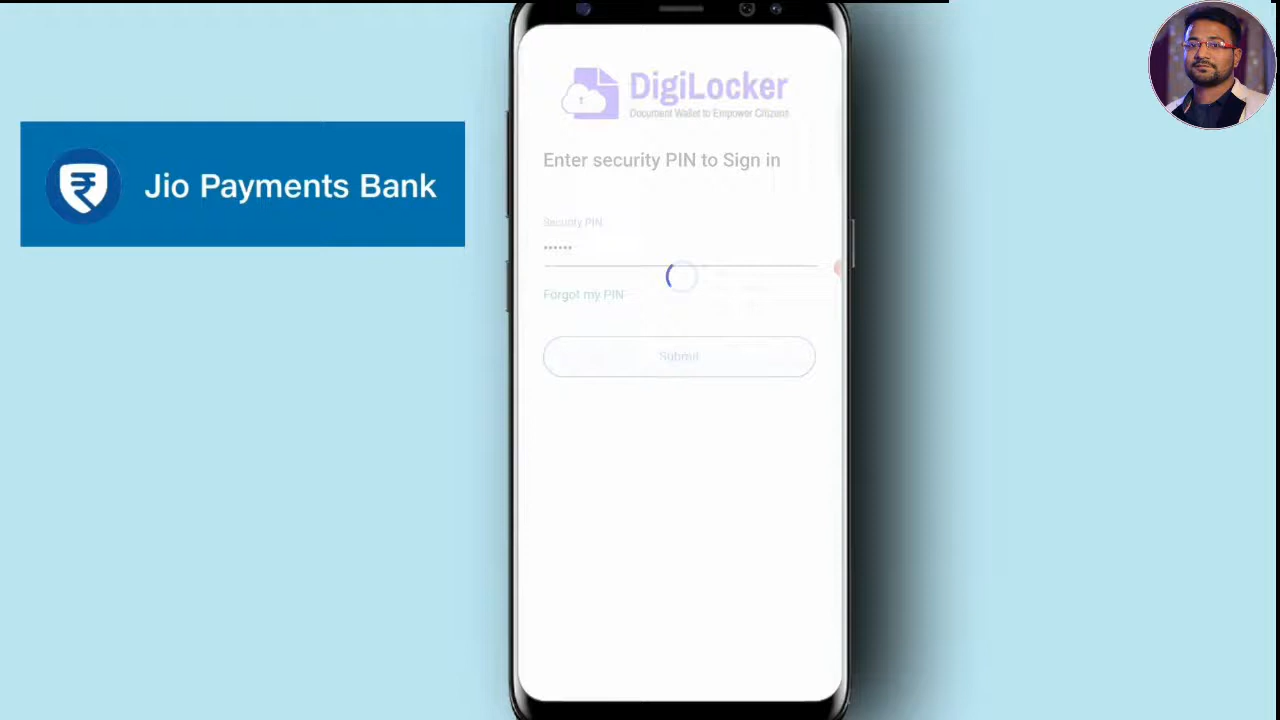 Jio Payments Bank
DigiLocker
Document Wallet to Empower Citizens
Enter security PIN to Sign in
Security PIN
••••••
Forgot my PIN
Submit